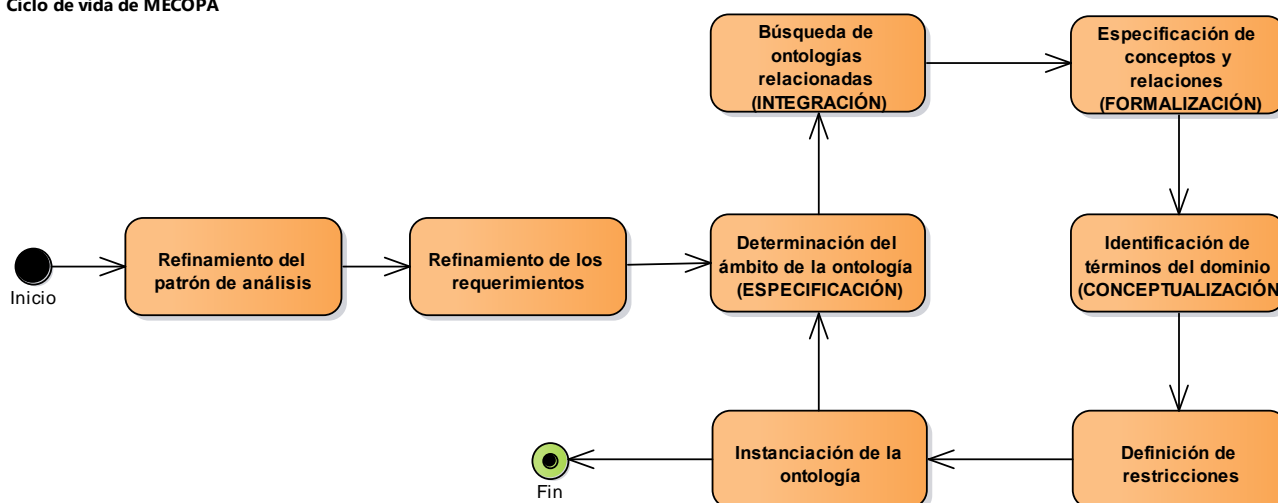 Ciclo de vida de MECOPA
Búsqueda de
ontologías
relacionadas
(INTEGRACIÓN)
Especificación de
conceptos y
relaciones
(FORMALIZACIÓN)
Inicio
Refinamiento del
patrón de análisis
Refinamiento de los
requerimientos
Determinación del
ámbito de la ontología
(ESPECIFICACIÓN)
Identificación de
términos del dominio
(CONCEPTUALIZACIÓN
Fin
Instanciación de la
ontología
Definición de
restricciones